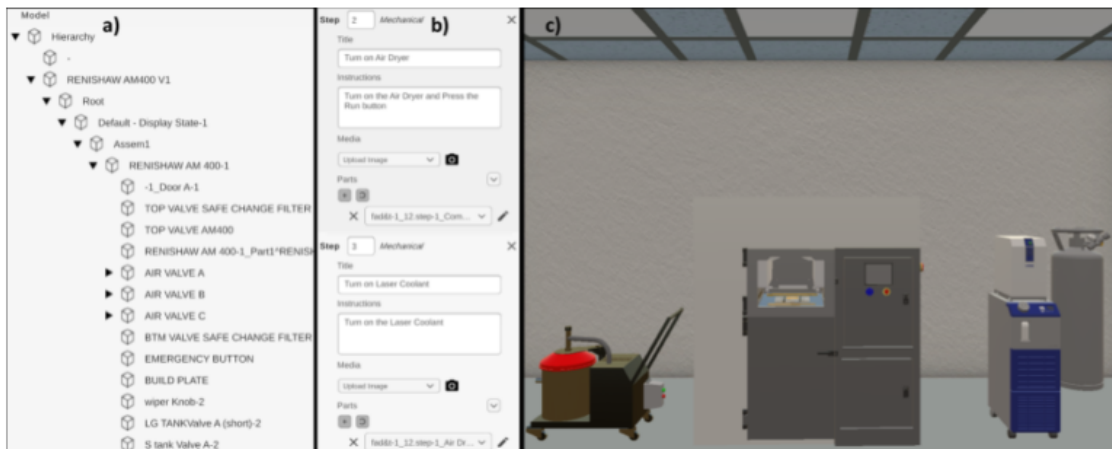 Model
a)
Hierarchy
-
RENISHAW AM400 V1
Root
Default - Display State-1
Assem1
RENISHAW AM 400-1
-1_Door A-1
TOP VALVE SAFE CHANGE FILTER
TOP VALVE AM400
RENISHAW AM 400-1_Part1^RENISH
AIR VALVE A
AIR VALVE B
AIR VALVE C
BTM VALVE SAFE CHANGE FILTER
EMERGENCY BUTTON
BUILD PLATE
wiper Knob-2
LG TANKValve A (short)-2
S tank Valve A-2
Step 2 Mechanical
b)
Title
Turn on Air Dryer
Instructions
Turn on the Air Dryer and Press the
Run button
Media
Upload Image
Parts
Step 3 Mechanical
Title
Turn on Laser Coolant
Instructions
Turn on the Laser Coolant
Media
Upload Image
Parts
c)